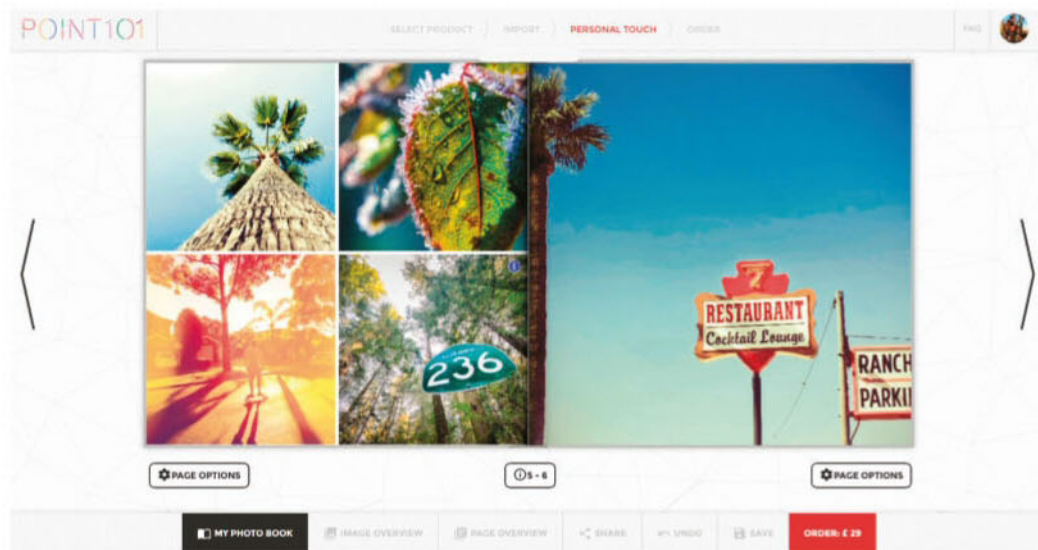 POINT101
SELECT PRODUCT
IMPORT
PERSONAL TOUCH
ORDER
FAQ
236
7
RESTAURANT
Cocktail Lounge
RANCH
PARKI
PAGE OPTIONS
5 - 6
PAGE OPTIONS
MY PHOTO BOOK
IMAGE OVERVIEW
PAGE OVERVIEW
SHARE
UNDO
SAVE
ORDER: £ 29